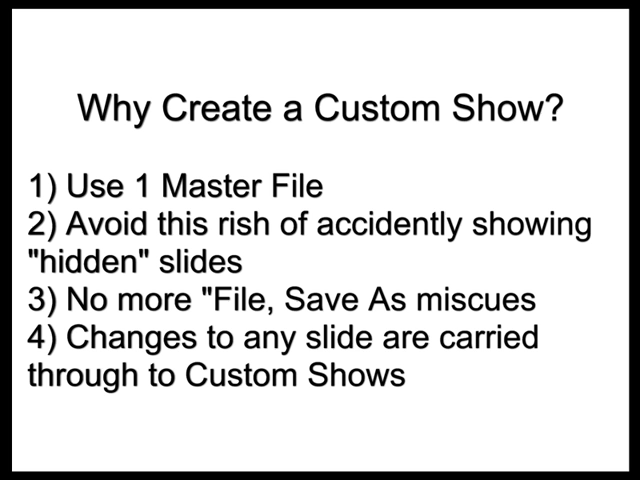 Why Create a Custom Show?
1) Use 1 Master File
2) Avoid this rish of accidently showing
"hidden" slides
3) No more "File, Save As miscues
4) Changes to any slide are carried
through to Custom Shows